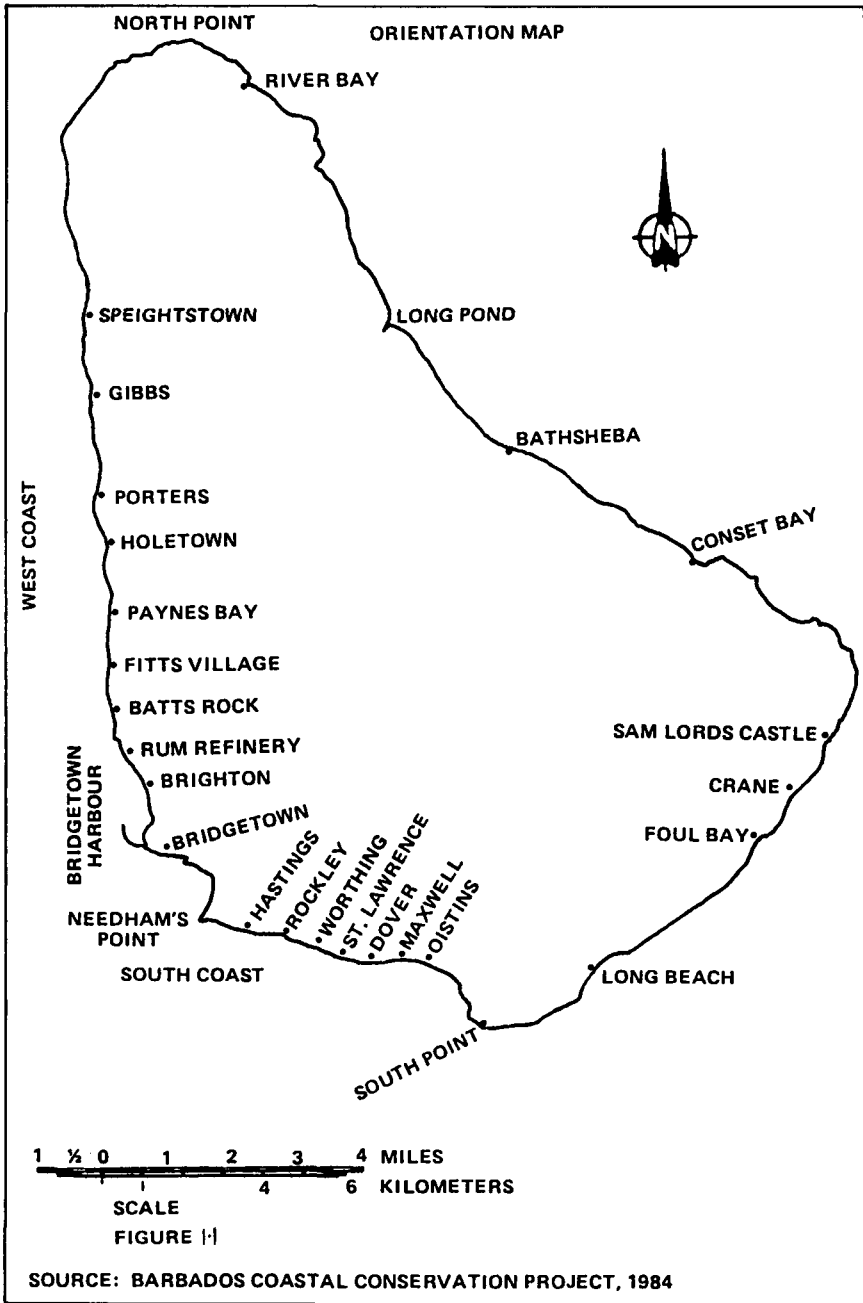 NORTH POINT
ORIENTATION MAP
RIVER BAY
N
SPEIGHTSTOWN
LONG POND
GIBBS
BATHSHEBA
WEST COAST
PORTERS
HOLETOWN
CONSET BAY
PAYNES BAY
FITTS VILLAGE
BATTS ROCK
SAM LORDS CASTLE
RUM REFINERY
BRIGHTON
CRANE
BRIDGETOWN
HARBOUR
BRIDGETOWN
FOUL BAY
HASTINGS
ROCKLEY
WORTHING
ST. LAWRENCE
DOVER
MAXWELL
OISTINS
NEEDHAM'S
POINT
SOUTH COAST
LONG BEACH
SOUTH POINT
1 ½ 0 1 2 3 4 MILES
4 6 KILOMETERS
SCALE
FIGURE 1-1
SOURCE: BARBADOS COASTAL CONSERVATION PROJECT, 1984